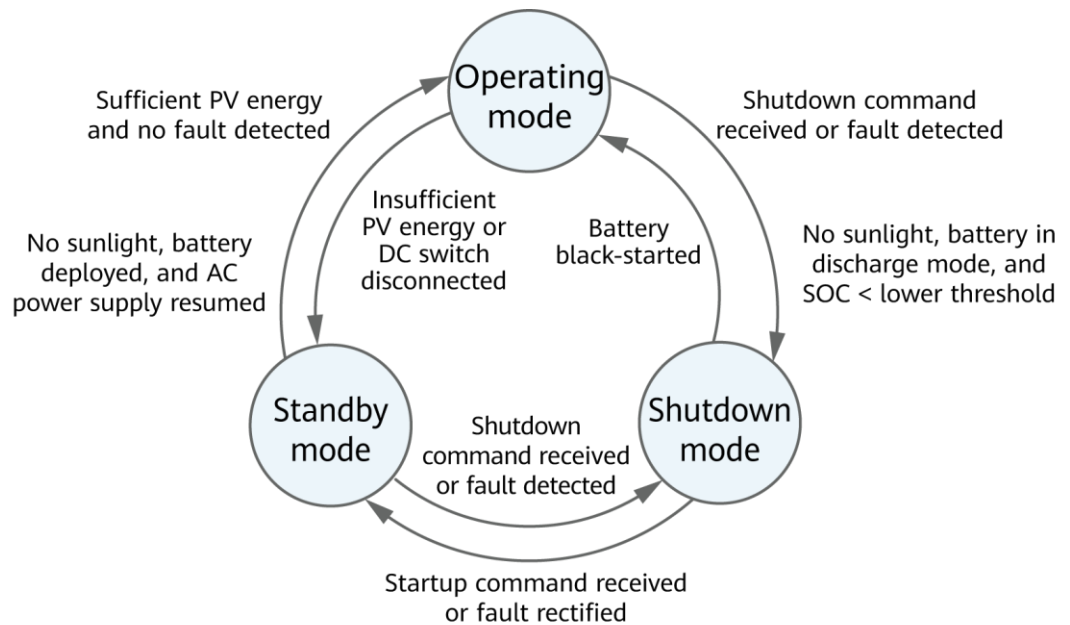 Operating
mode
Sufficient PV energy
and no fault detected
Shutdown command
received or fault detected
Insufficient
PV energy or
DC switch
disconnected
Battery
black-started
No sunlight, battery
deployed, and AC
power supply resumed
No sunlight, battery in
discharge mode, and
SOC < lower threshold
Standby
mode
Shutdown
command received
or fault detected
Shutdown
mode
Startup command received
or fault rectified